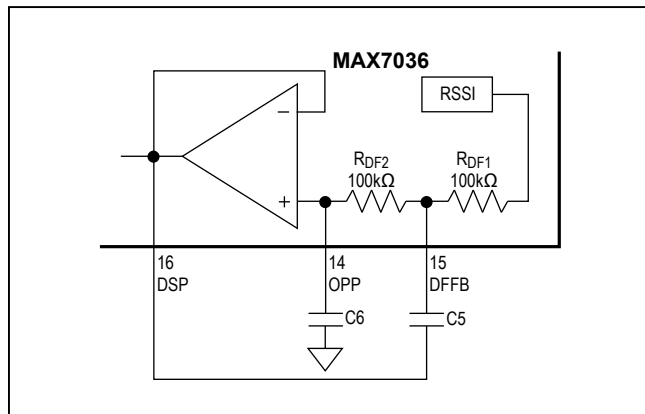 MAX7036
RSSI
−
RDF2
100kΩ
RDF1
100kΩ
+
16
DSP
14
OPP
15
DFFB
C6
C5